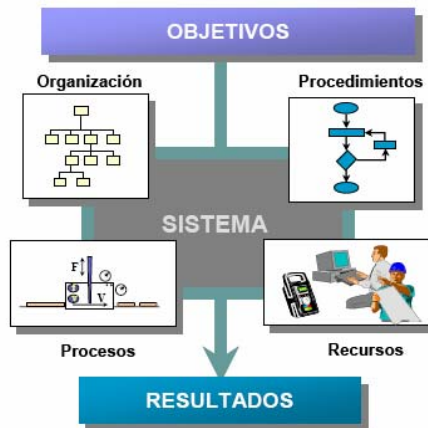 OBJETIVOS
Organización
Procedimientos
SISTEMA
F
V
Procesos
Recursos
RESULTADOS